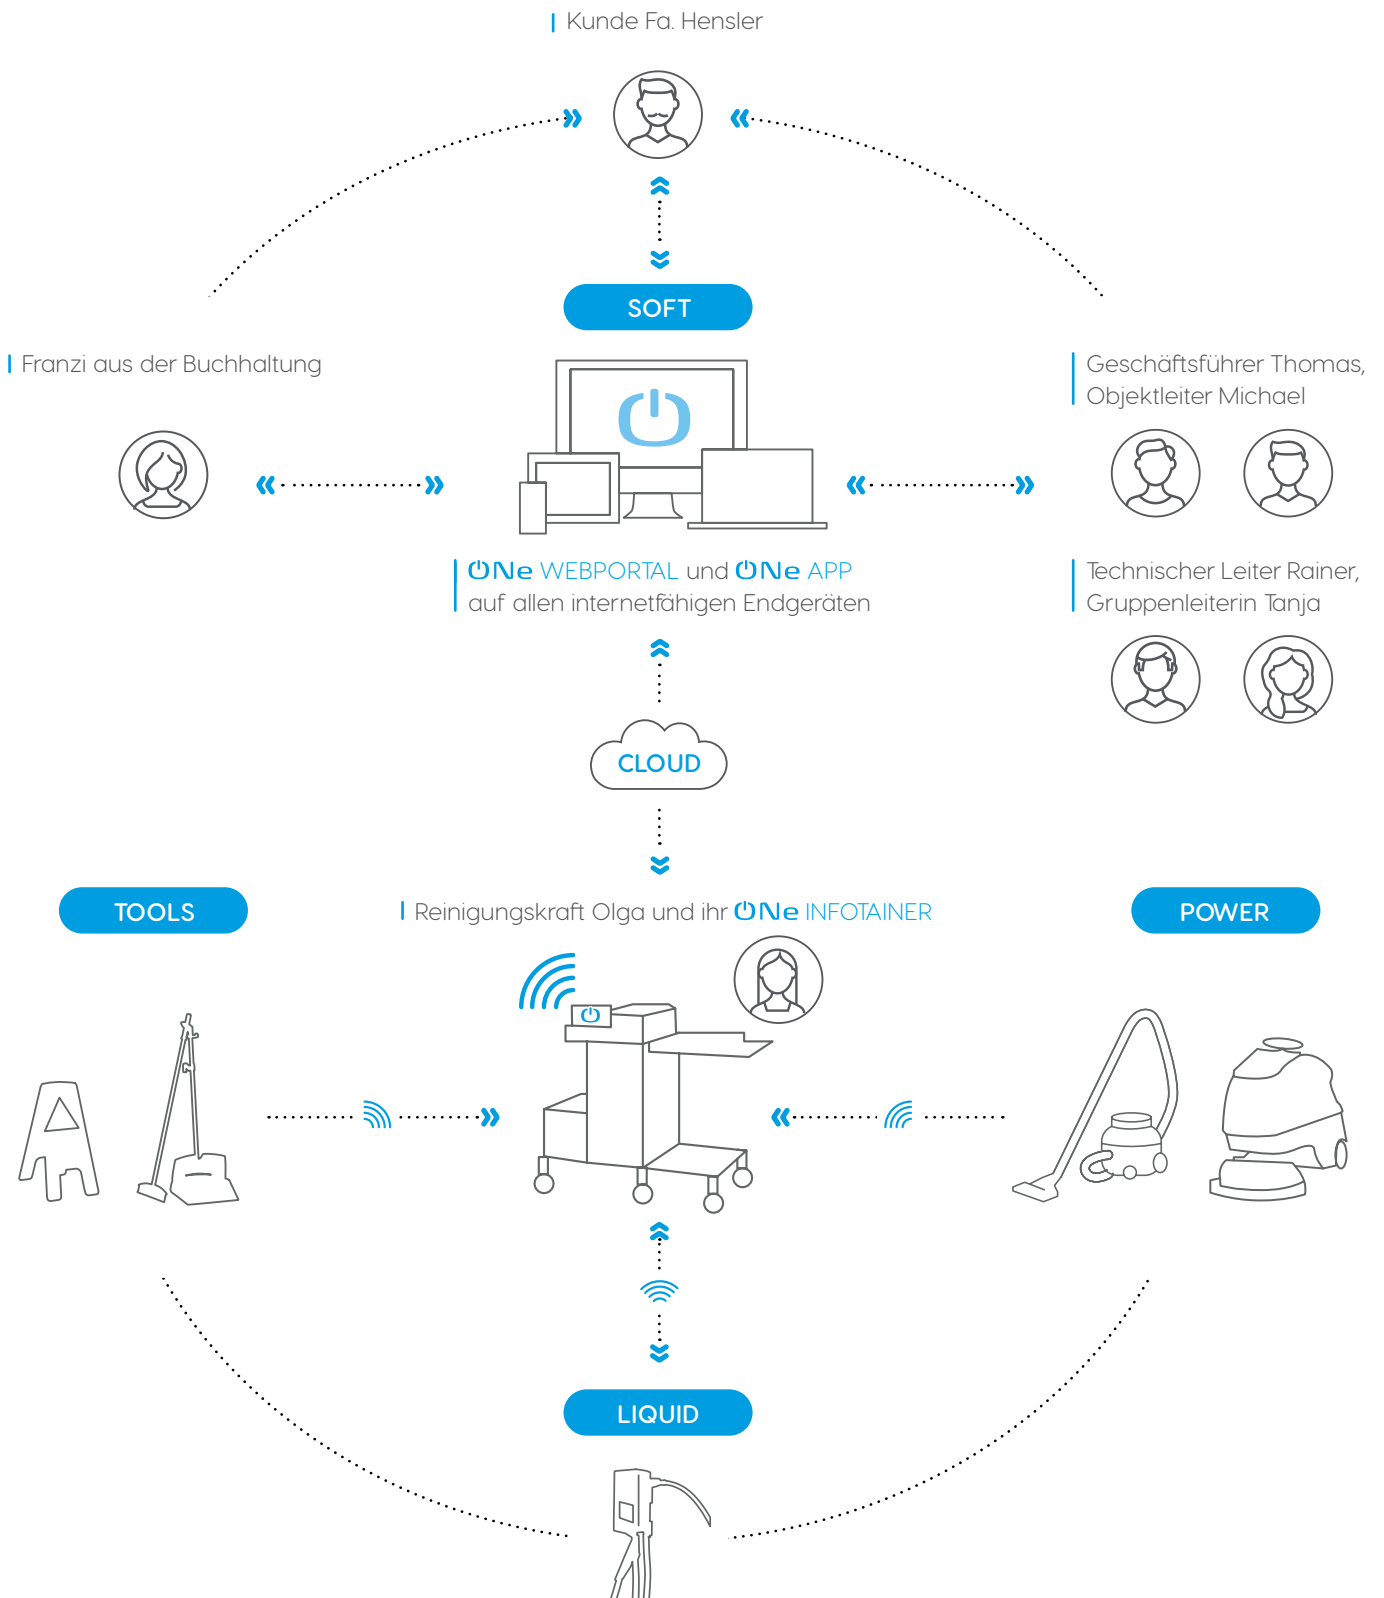 Kunde Fa. Hensler
SOFT
Franzi aus der Buchhaltung
Geschäftsführer Thomas,
Objektleiter Michael
ONe WEBPORTAL und ONe APP
auf allen internetfähigen Endgeräten
Technischer Leiter Rainer,
Gruppenleiterin Tanja
CLOUD
TOOLS
Reinigungskraft Olga und ihr ONe INFOTAINER
POWER
LIQUID